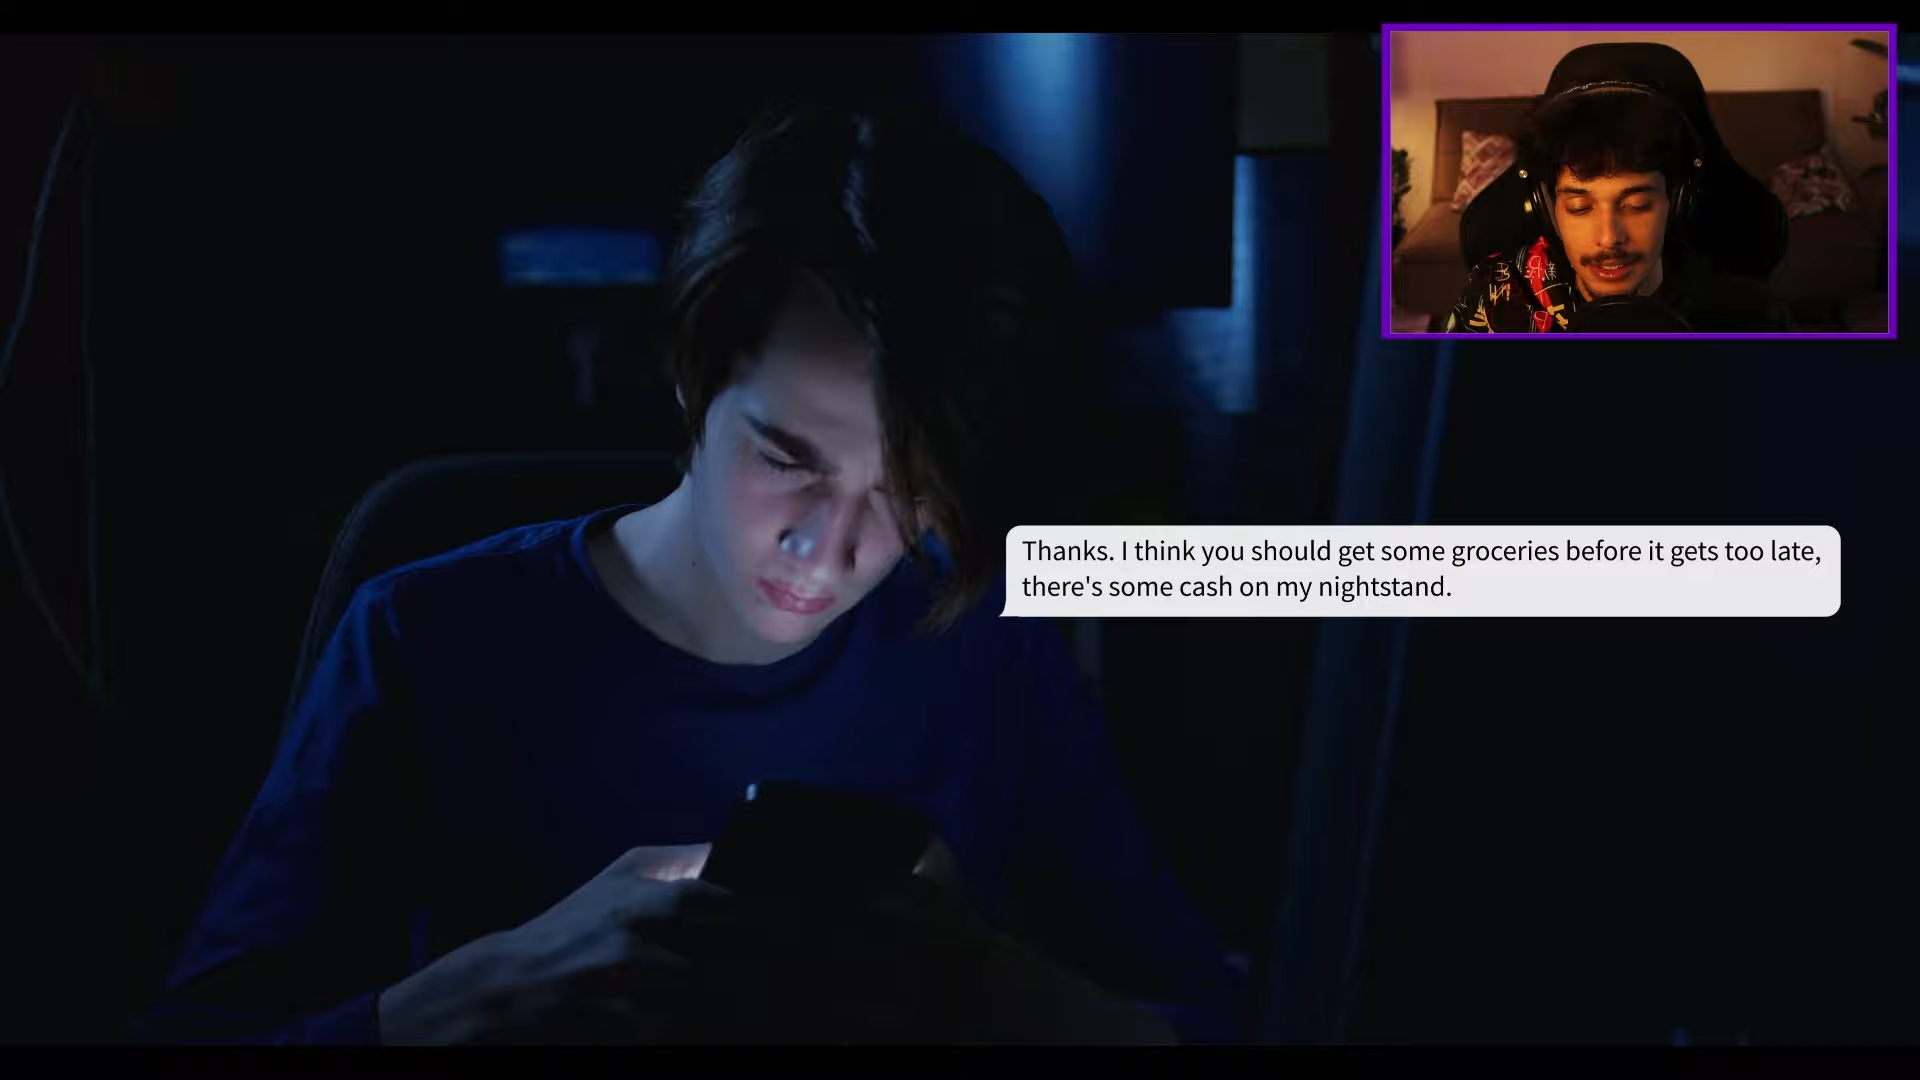 Thanks. I think you should get some groceries before it gets too late,
there's some cash on my nightstand.